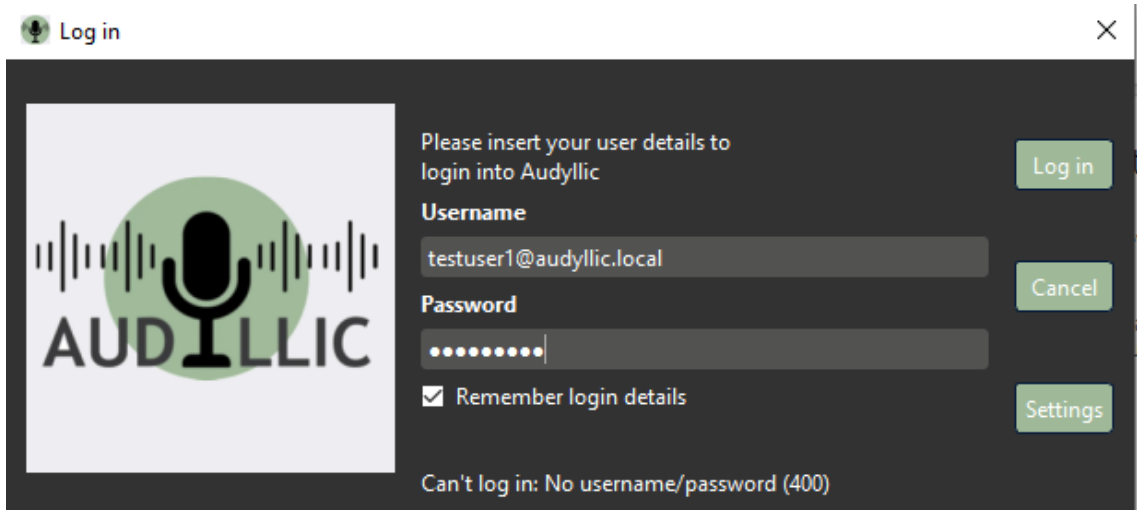 Log in
Please insert your user details to
login into Audyllic
Username
testuser1@audyllic.local
Password
●●●●●●●●●
Remember login details
Can't log in: No username/password (400)
Log in
Cancel
Settings
AUDYLLIC